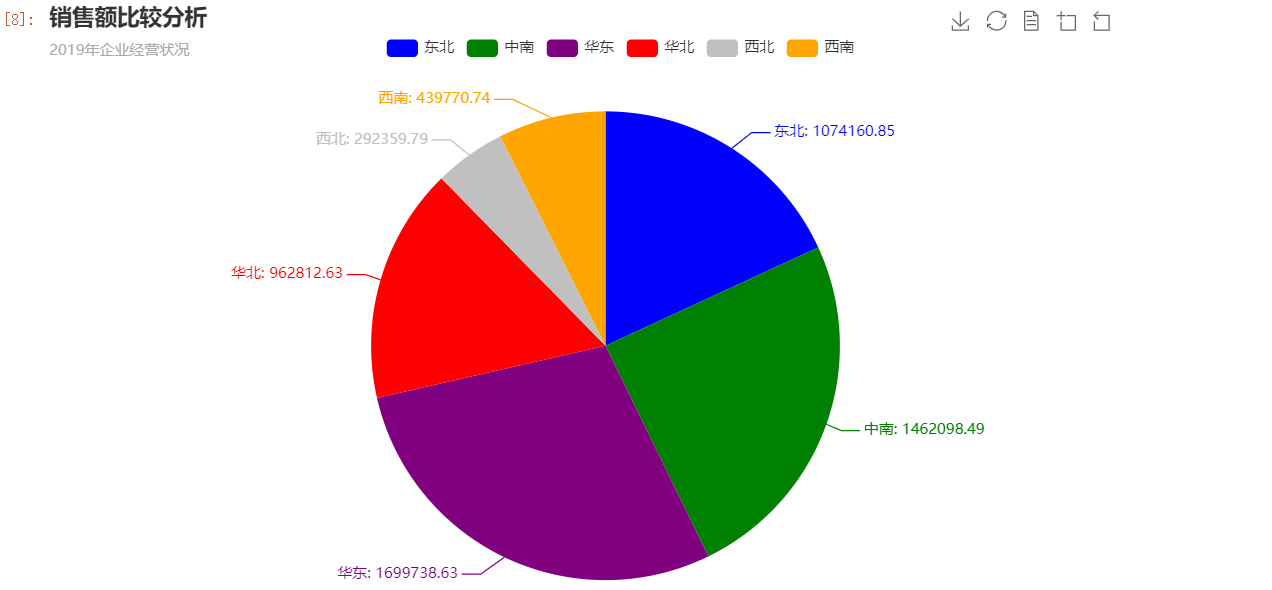 [8]:
销售额比较分析
2019年企业经营状况
东北 中南 华东 华北 西北 西南
西南: 439770.74
东北: 1074160.85
西北: 292359.79
华北: 962812.63
中南: 1462098.49
华东: 1699738.63